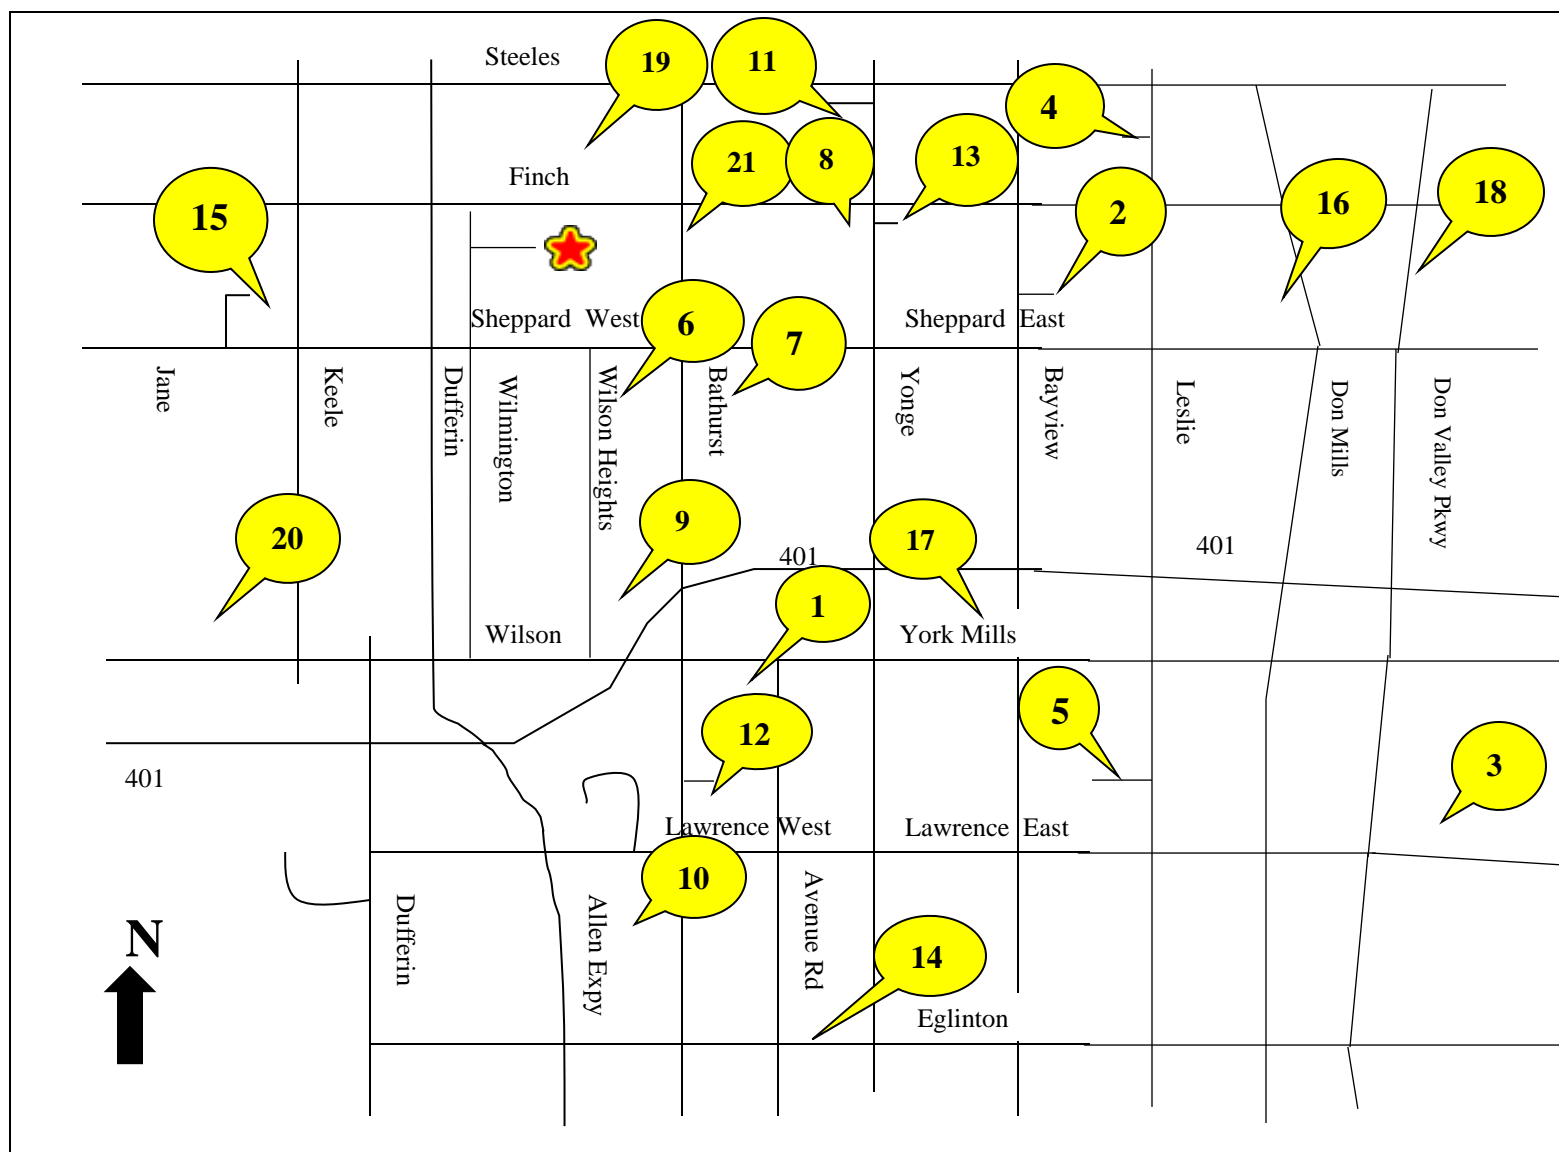 Steeles
19
11
4
Finch
21
8
13
15
2
16
18
Sheppard West
6
7
Sheppard East
Jane
Keele
Dufferin
Wilmington
Wilson Heights
Bathurst
Yonge
Bayview
Leslie
Don Mills
Don Valley Pkwy
20
9
401
17
401
1
Wilson
York Mills
5
12
401
3
Lawrence West
Lawrence East
10
Dufferin
Allen Expy
Avenue Rd
N
14
Eglinton